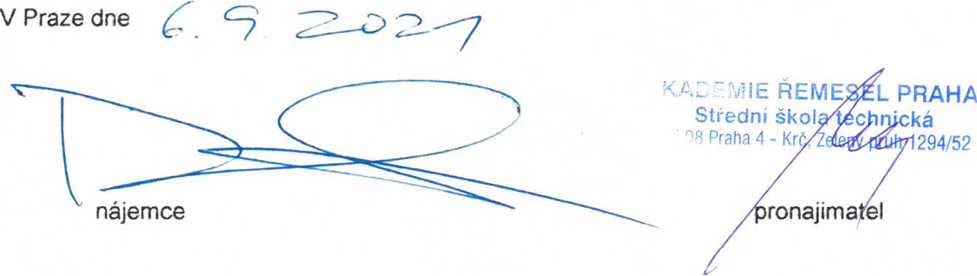 V Praze dne 6. 9. 2021
KADEMIE ŘEMESEL PRAHA
Střední škola technická
08 Praha 4 - Krč, Zelený pruh 1294/52
nájemce
pronajimatel